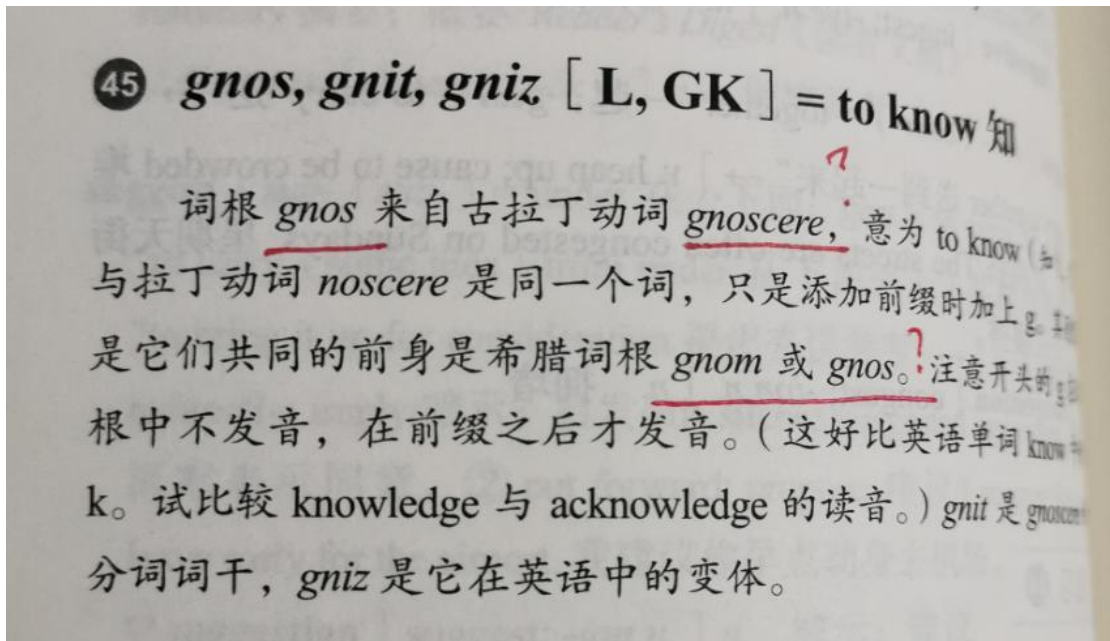 45 gnos, gnit, gniz [L, GK] = to know 知
词根 gnos 来自古拉丁动词 gnoscere, 意为 to know (知
与拉丁动词 noscere 是同一个词，只是添加前缀时加上 g。其
是它们共同的前身是希腊词根 gnom 或 gnos。注意开头的 g
根中不发音，在前缀之后才发音。(这好比英语单词 know
k。试比较 knowledge 与 acknowledge 的读音。) gnit 是 gnoscere
分词词干，gniz 是它在英语中的变体。